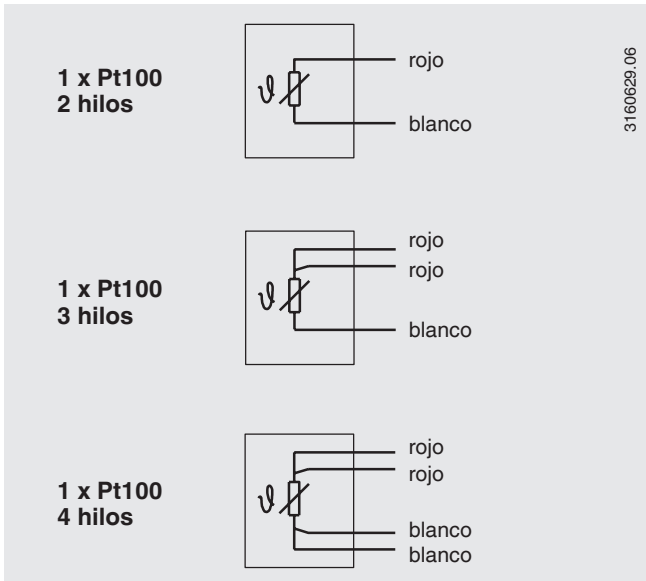 1 x Pt100
2 hilos
ϑ
rojo
blanco
3160629.06
1 x Pt100
3 hilos
ϑ
rojo
rojo
blanco
1 x Pt100
4 hilos
ϑ
rojo
rojo
blanco
blanco